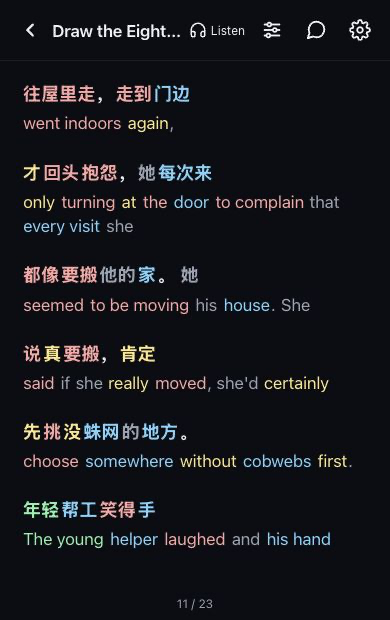 Draw the Eight... Listen
往屋里走，走到门边
went indoors again,
才回头抱怨，她每次来
only turning at the door to complain that
every visit she
都像要搬他的家。她
seemed to be moving his house. She
说真要搬，肯定
said if she really moved, she'd certainly
先挑没蛛网的地方。
choose somewhere without cobwebs first.
年轻帮工笑得手
The young helper laughed and his hand
11 / 23